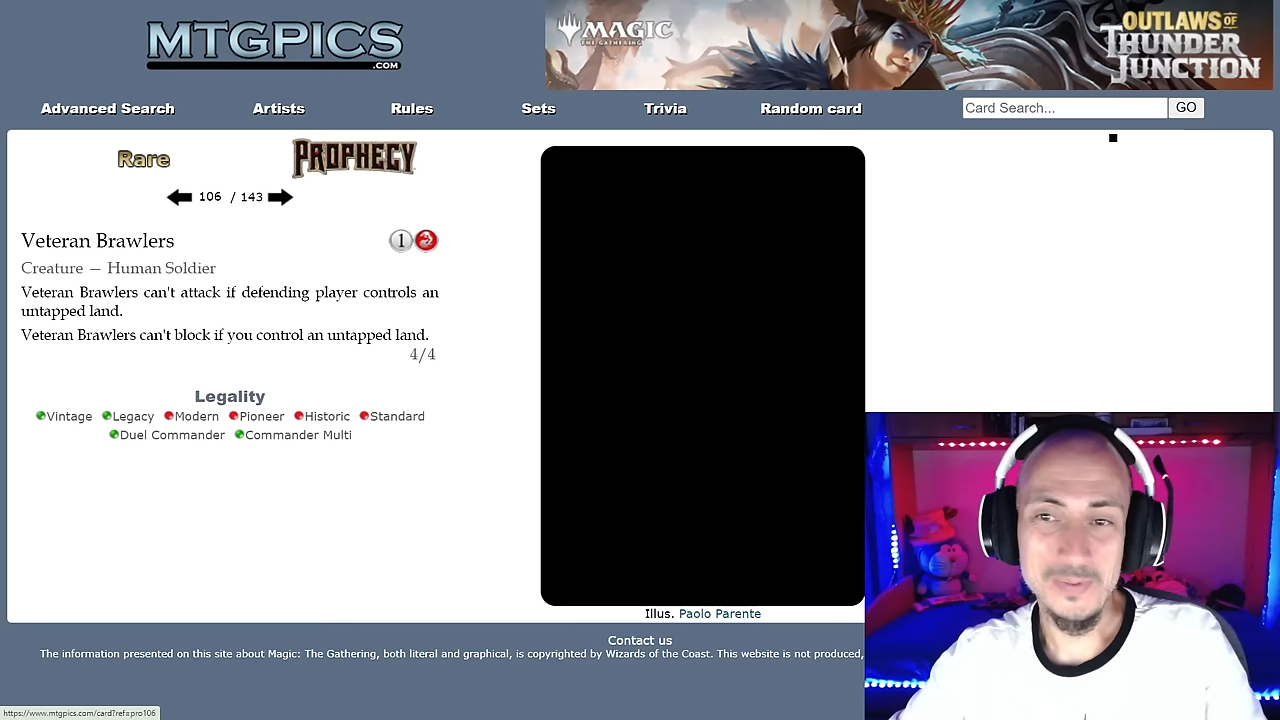 MTGPICS
.COM
MAGIC
THE GATHERING
OUTLAWS OF
THUNDER
JUNCTION
Advanced Search Artists Rules Sets Trivia Random card Card Search... GO
Rare PROPHECY
106 / 143
Veteran Brawlers 1
Creature — Human Soldier
Veteran Brawlers can't attack if defending player controls an
untapped land.
Veteran Brawlers can't block if you control an untapped land.
4/4
Legality
Vintage Legacy Modern Pioneer Historic Standard
Duel Commander Commander Multi
Illus. Paolo Parente
Contact us
The information presented on this site about Magic: The Gathering, both literal and graphical, is copyrighted by Wizards of the Coast. This website is not produced,
https://www.mtgpics.com/card?ref=pro106